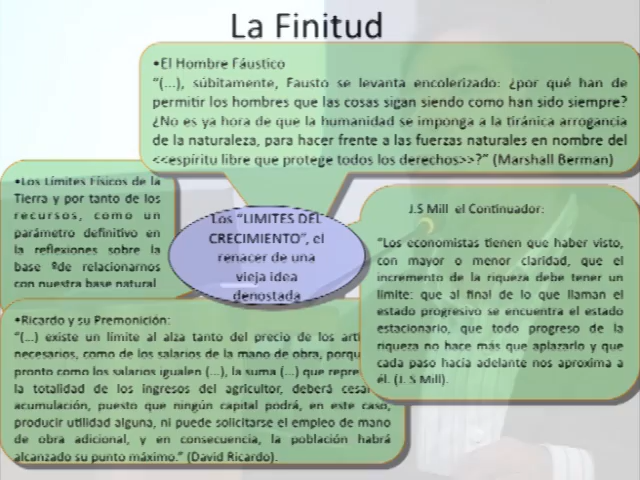 La Finitud
•El Hombre Fáustico
“(...), súbitamente, Fausto se levanta encolerizado: ¿por qué han de
permitir los hombres que las cosas sigan siendo como han sido siempre?
¿No es ya hora de que la humanidad se imponga a la tiránica arrogancia
de la naturaleza, para hacer frente a las fuerzas naturales en nombre del
<<espíritu libre que protege todos los derechos>>?” (Marshall Berman)
•Los Límites Físicos de la
Tierra y por tanto de los
recursos, como un
parámetro definitivo en
la reflexiones sobre la
base ºde relacionarnos
con nuestra base natural
Los “LIMITES DEL
CRECIMIENTO”, el
renacer de una
vieja idea
denostada
J.S Mill el Continuador:
“Los economistas tienen que haber visto,
con mayor o menor claridad, que el
incremento de la riqueza debe tener un
límite: que al final de lo que llaman el
estado progresivo se encuentra el estado
estacionario, que todo progreso de la
riqueza no hace más que aplazarlo y que
cada paso hacia adelante nos aproxima a
él. (J. S Mill).
•Ricardo y su Premonición:
“(...) existe un límite al alza tanto del precio de los
necesarios, como de los salarios de la mano de obra,
pronto como los salarios igualen (...), la suma (...) que
la totalidad de los ingresos del agricultor, deberá
acumulación, puesto que ningún capital podrá, en este caso,
producir utilidad alguna, ni puede solicitarse el empleo de mano
de obra adicional, y en consecuencia, la población habrá
alcanzado su punto máximo.” (David Ricardo).